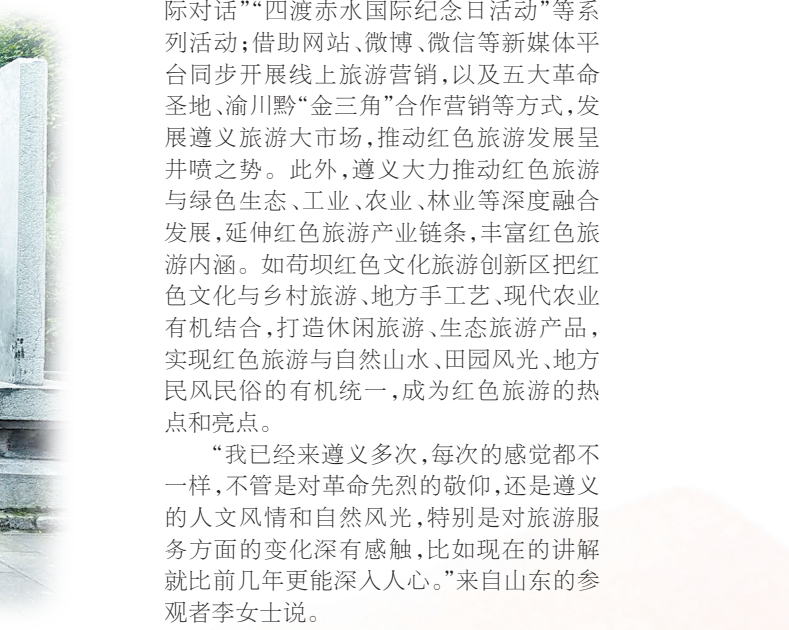 际对话”“四渡赤水国际纪念日活动”等系
列活动；借助网站、微博、微信等新媒体平
台同步开展线上旅游营销，以及五大革命
圣地、渝川黔“金三角”合作营销等方式，发
展遵义旅游大市场，推动红色旅游发展呈
井喷之势。此外，遵义大力推动红色旅游
与绿色生态、工业、农业、林业等深度融合
发展，延伸红色旅游产业链条，丰富红色旅
游内涵。如苟坝红色文化旅游创新区把红
色文化与乡村旅游、地方手工艺、现代农业
有机结合，打造休闲旅游、生态旅游产品，
实现红色旅游与自然山水、田园风光、地方
民风民俗的有机统一，成为红色旅游的热
点和亮点。
“我已经来遵义多次，每次的感觉都不
一样，不管是对革命先烈的敬仰，还是遵义
的人文风情和自然风光，特别是对旅游服
务方面的变化深有感触，比如现在的讲解
就比前几年更能深入人心。”来自山东的参
观者李女士说。